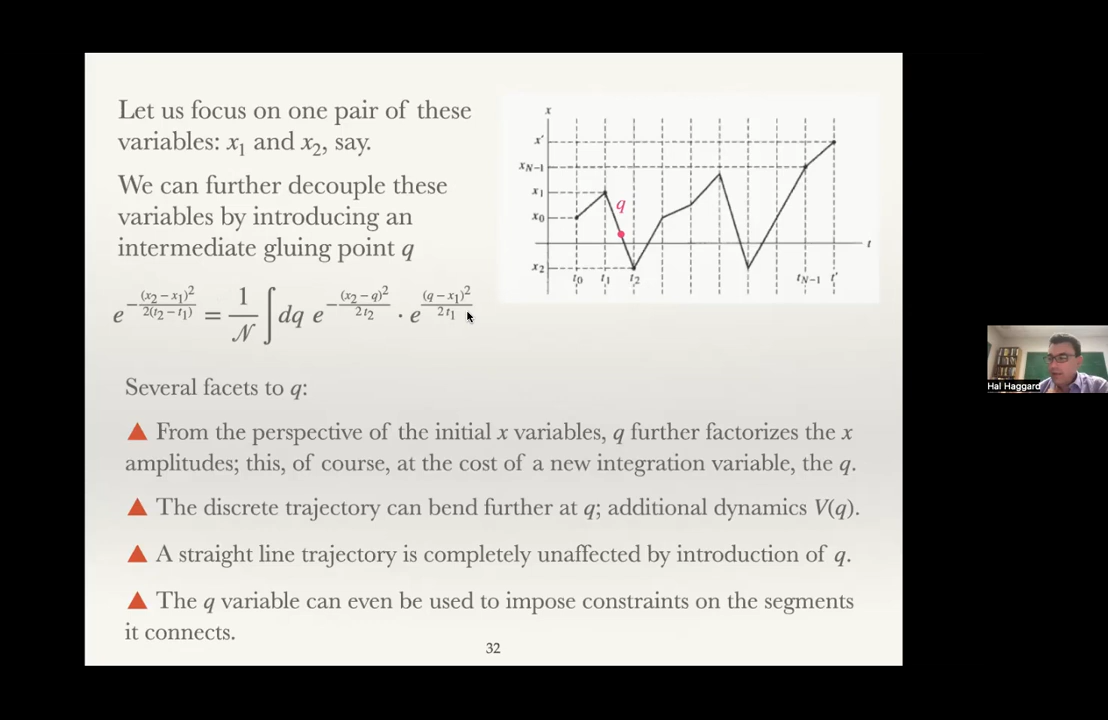 Let us focus on one pair of these
variables: x₁ and x₂, say.
We can further decouple these
variables by introducing an
intermediate gluing point q
e^{-\frac{(x₂−x₁)²}{2(t₂−t₁)}} = \frac{1}{𝒩} ∫ dq e^{-\frac{(x₂−q)²}{2t₂}} · e^{\frac{(q−x₁)²}{2t₁}}
x
x′
x_{N−1}
x₁
q
x₀
t
x₂
t₀ t₁ t₂ t_{N−1} t′
Several facets to q:
▲ From the perspective of the initial x variables, q further factorizes the x
amplitudes; this, of course, at the cost of a new integration variable, the q.
▲ The discrete trajectory can bend further at q; additional dynamics V(q).
▲ A straight line trajectory is completely unaffected by introduction of q.
▲ The q variable can even be used to impose constraints on the segments
it connects.
32
Hal Haggard